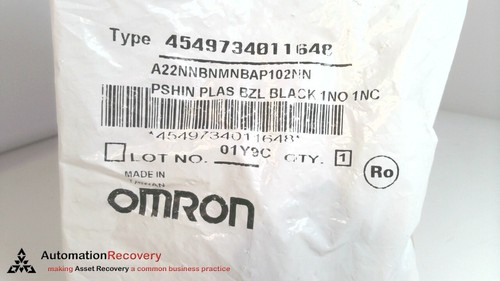 Type 4549734011648
A22NNBNMNBAP102NN
PSHIN PLAS BZL BLACK 1NO 1NC
*4549734011648*
LOT NO. 01Y9C QTY. 1
Ro
MADE IN
OMRON
AutomationRecovery
making Asset Recovery a common business practice